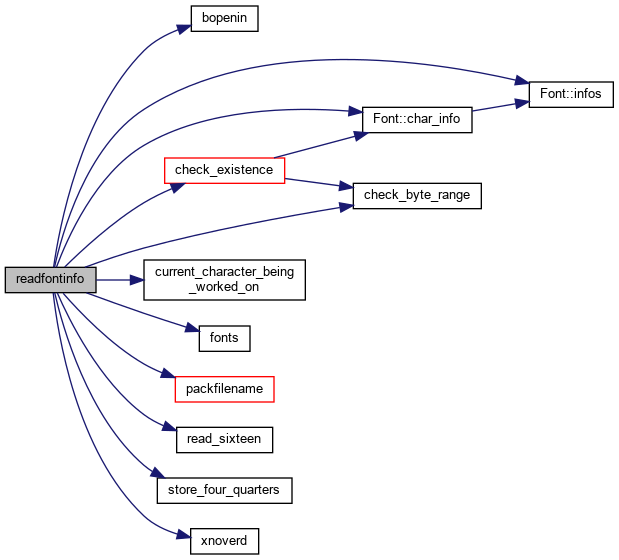 bopenin
Font::infos
Font::char_info
check_existence
check_byte_range
readfontinfo
current_character_being
_worked_on
fonts
packfilename
read_sixteen
store_four_quarters
xnoverd